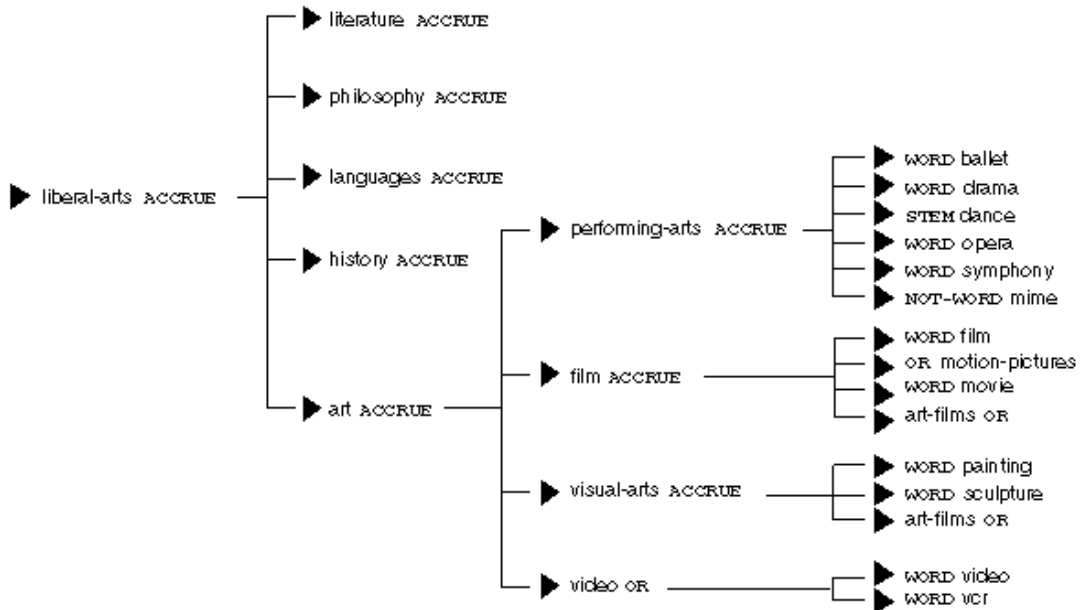 literature ACCRUE
philosophy ACCRUE
languages ACCRUE
liberal-arts ACCRUE
history ACCRUE
art ACCRUE
performing-arts ACCRUE
WORD ballet
WORD drama
STEM dance
WORD opera
WORD symphony
NOT-WORD mime
film ACCRUE
WORD film
OR motion-pictures
WORD movie
art-films OR
visual-arts ACCRUE
WORD painting
WORD sculpture
art-films OR
video OR
WORD video
WORD vcr